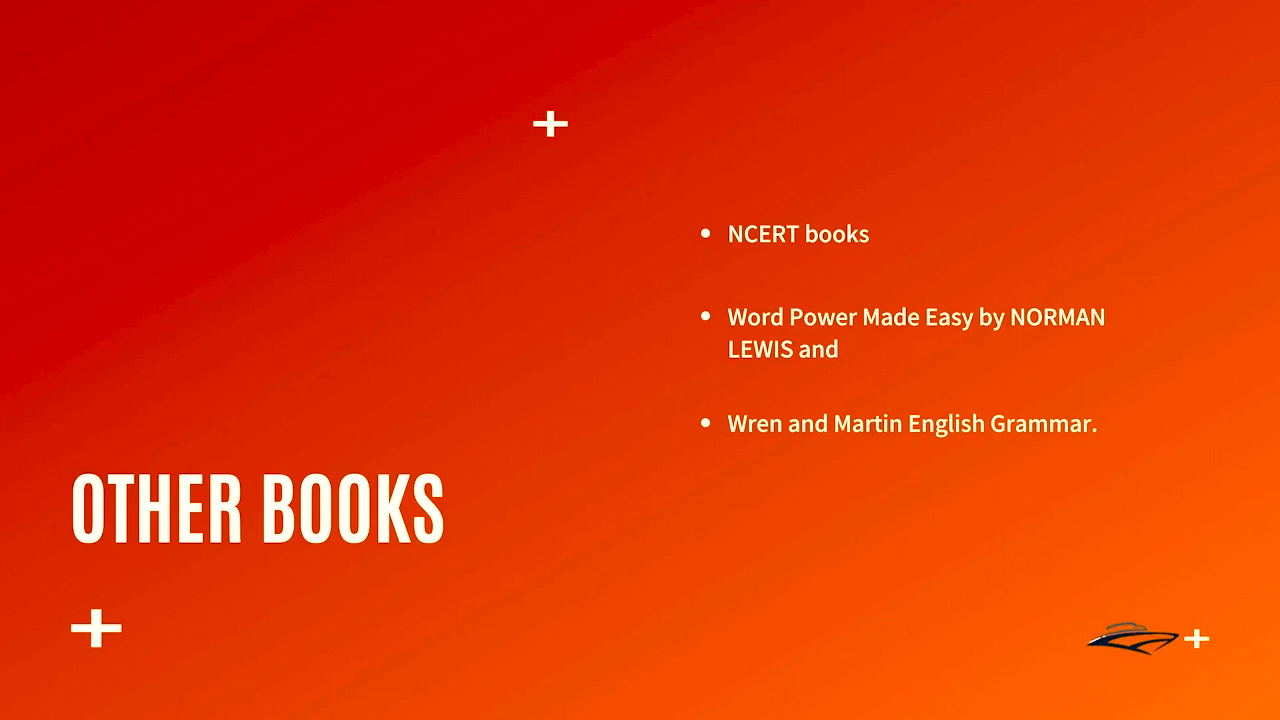 NCERT books
Word Power Made Easy by NORMAN
LEWIS and
Wren and Martin English Grammar.
OTHER BOOKS